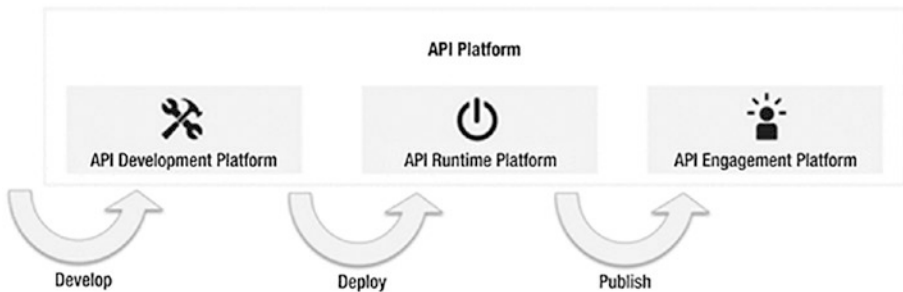 API Platform
API Development Platform
API Runtime Platform
API Engagement Platform
Develop
Deploy
Publish